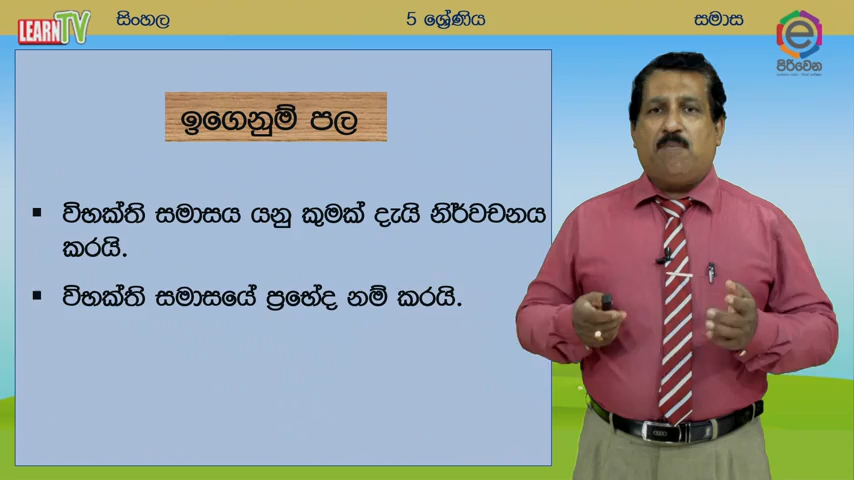 LEARN TV
සිංහල
5 ශ්‍රේණිය
සමාස
e
පිරිවෙන
ඉගෙනුම් පල
▪ විභක්ති සමාසය යනු කුමක් දැයි නිර්වචනය
කරයි.
▪ විභක්ති සමාසයේ ප්‍රභේද නම් කරයි.